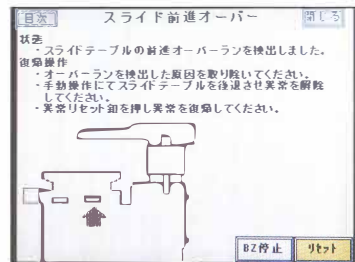 目次
スライド前進オーバー
閉じる
状態
・スライドテーブルの前進オーバーランを検出しました。
復帰操作
・オーバーランを検出した原因を取り除いてください。
・手動操作にてスライドテーブルを後退させ異常を解除
してください。
・異常リセット釦を押し異常を復帰してください。
BZ停止
リセット